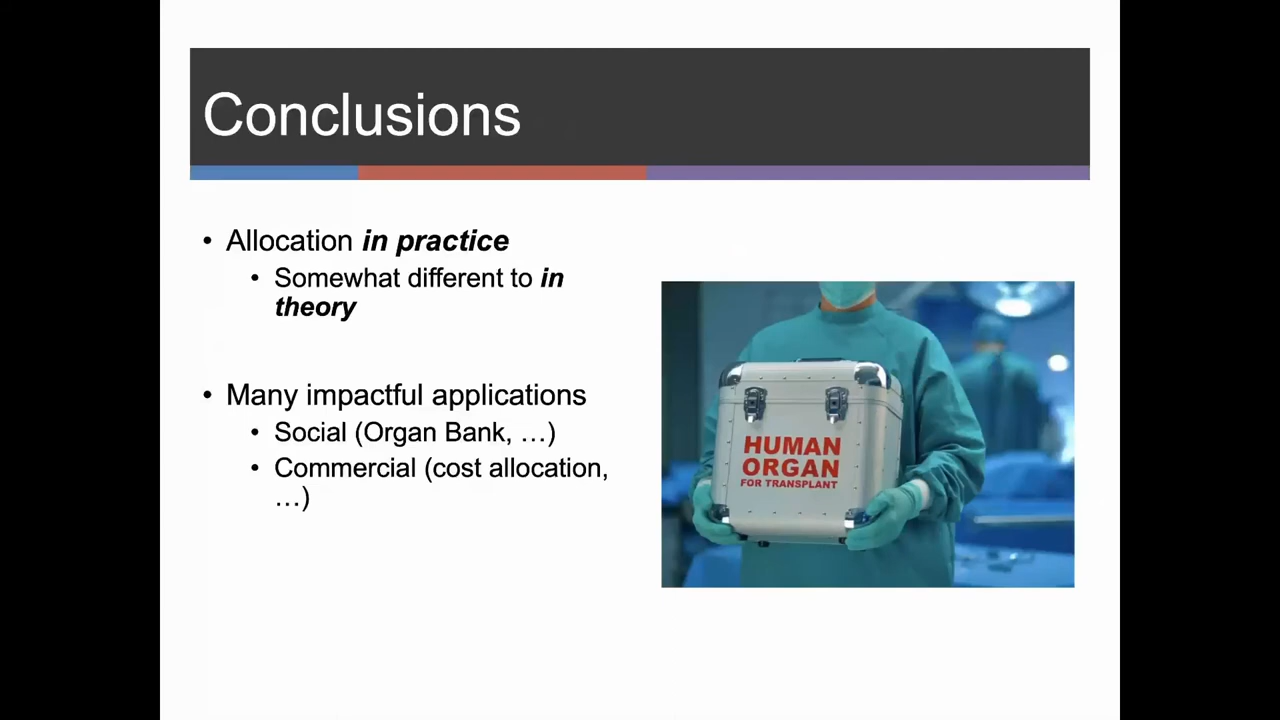 Conclusions
• Allocation in practice
• Somewhat different to in
theory
• Many impactful applications
• Social (Organ Bank, …)
• Commercial (cost allocation,
…)
HUMAN
ORGAN
FOR TRANSPLANT